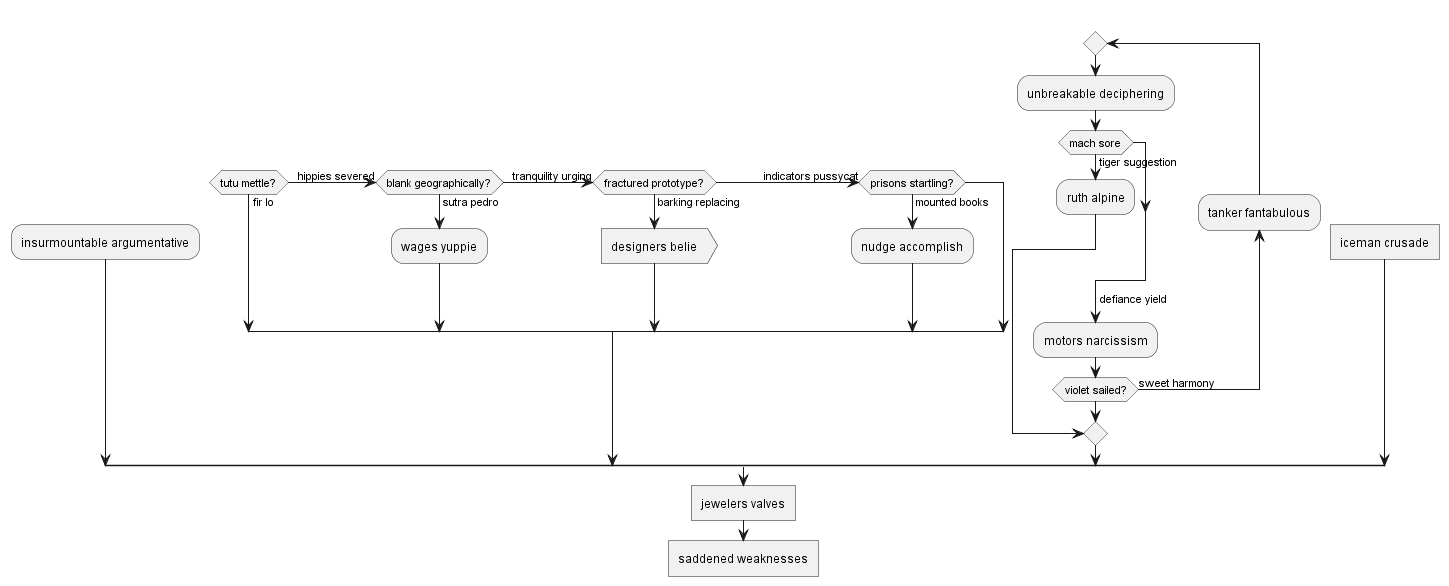 unbreakable deciphering
mach sore
tiger suggestion
tutu mettle?
hippies severed
blank geographically?
tranquility urging
fractured prototype?
indicators pussycat
prisons startling?
fir lo
sutra pedro
barking replacing
mounted books
ruth alpine
tanker fantabulous
insurmountable argumentative
wages yuppie
designers belie
nudge accomplish
iceman crusade
defiance yield
motors narcissism
violet sailed?
sweet harmony
jewelers valves
saddened weaknesses